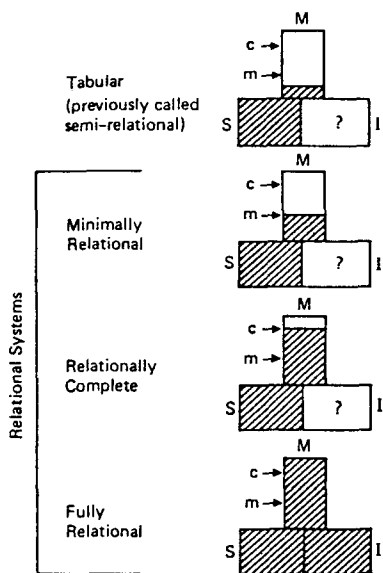 M
c
m
Tabular
(previously called
semi-relational)
S ? I
M
c
m
Minimally
Relational
S ? I
M
c
m
Relationally
Complete
S ? I
M
c
m
Fully
Relational
S I
Relational Systems